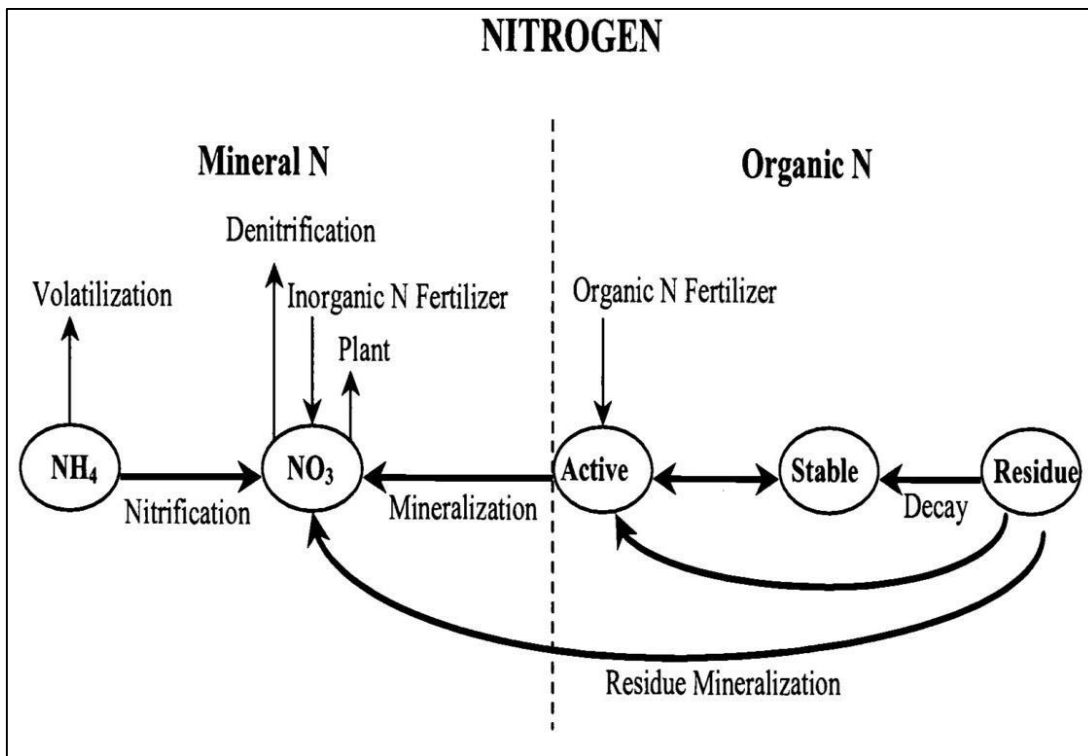 NITROGEN
Mineral N
Organic N
Denitrification
Volatilization
Inorganic N Fertilizer
Organic N Fertilizer
Plant
NH₄
NO₃
Active
Stable
Residue
Nitrification
Mineralization
Decay
Residue Mineralization